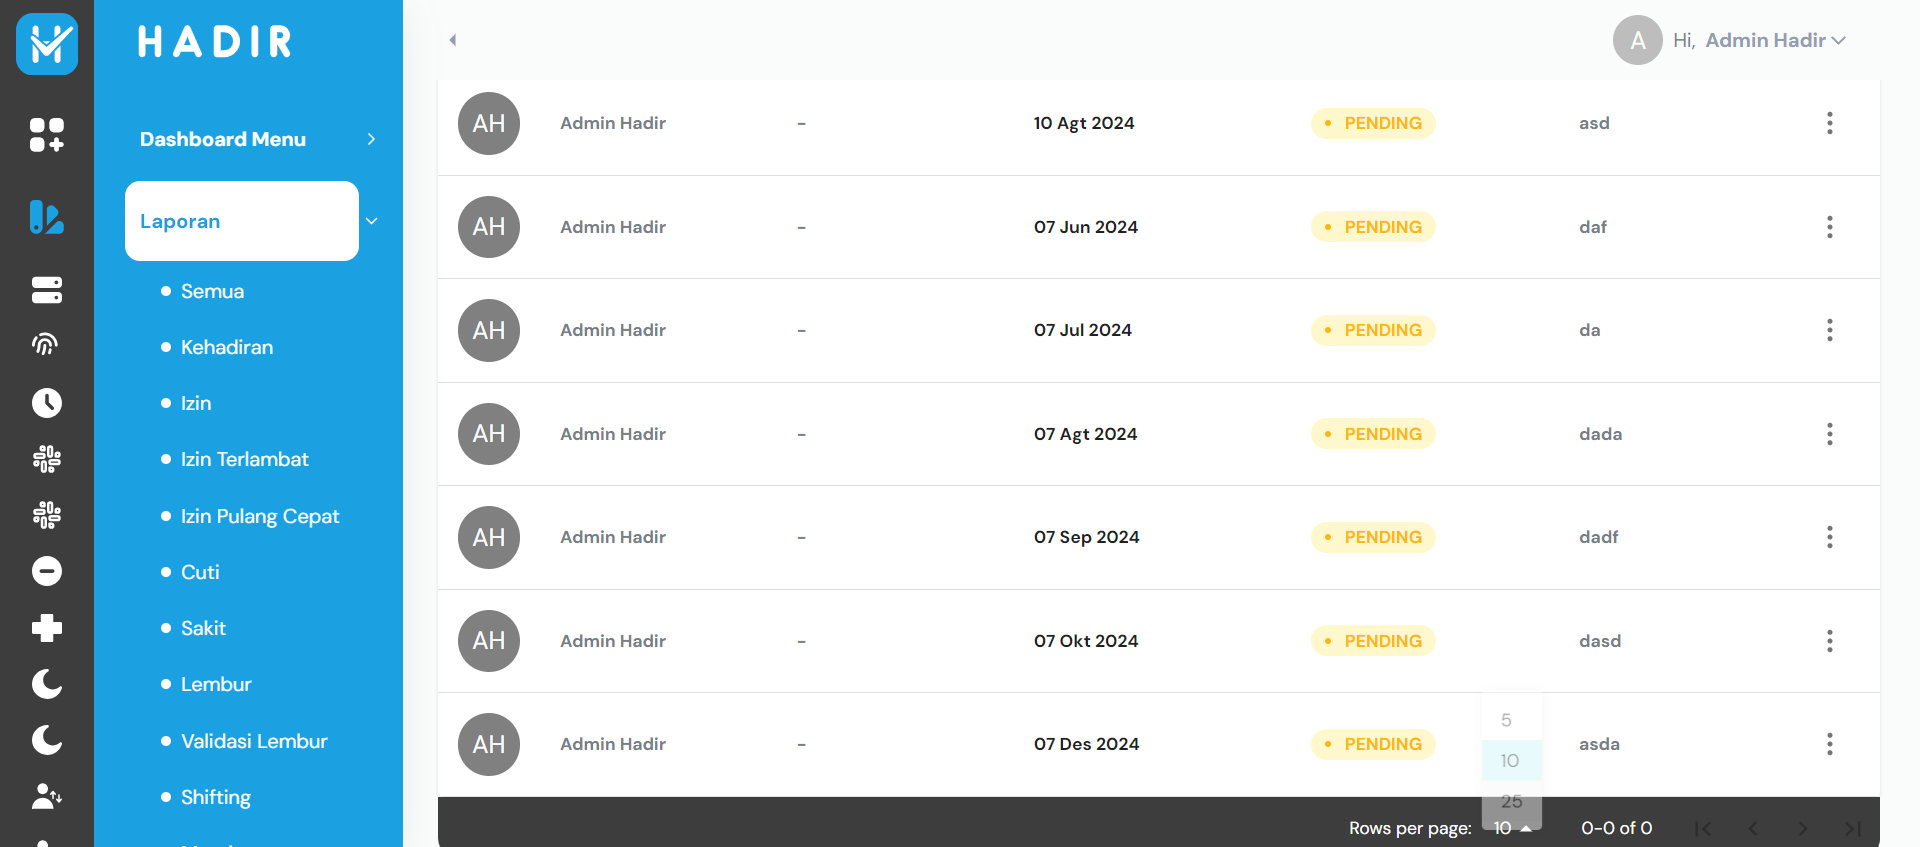 HADIR
Dashboard Menu
Laporan
Semua
Kehadiran
Izin
Izin Terlambat
Izin Pulang Cepat
Cuti
Sakit
Lembur
Validasi Lembur
Shifting
A Hi, Admin Hadir
AH Admin Hadir - 10 Agt 2024 PENDING asd
AH Admin Hadir - 07 Jun 2024 PENDING daf
AH Admin Hadir - 07 Jul 2024 PENDING da
AH Admin Hadir - 07 Agt 2024 PENDING dada
AH Admin Hadir - 07 Sep 2024 PENDING dadf
AH Admin Hadir - 07 Okt 2024 PENDING dasd
AH Admin Hadir - 07 Des 2024 PENDING asda
5
10
25
Rows per page: 10 0-0 of 0